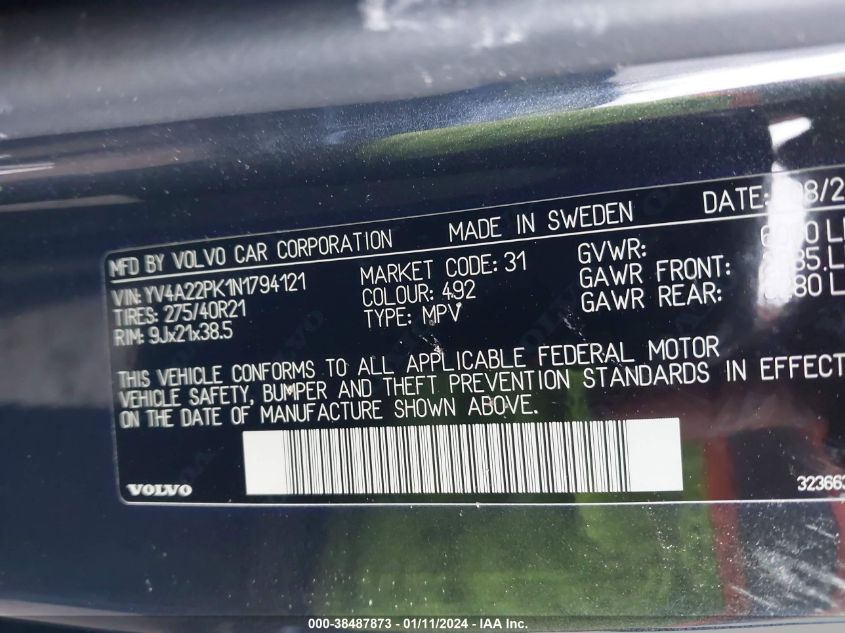 MFD BY VOLVO CAR CORPORATION MADE IN SWEDEN DATE:
VIN: YV4A22PK1N1794121 MARKET CODE: 31 GVWR:
TIRES: 275/40R21 COLOUR: 492 GAWR FRONT:
RIM: 9Jx21x38.5 TYPE: MPV GAWR REAR:
THIS VEHICLE CONFORMS TO ALL APPLICABLE FEDERAL MOTOR
VEHICLE SAFETY, BUMPER AND THEFT PREVENTION STANDARDS IN EFFECT
ON THE DATE OF MANUFACTURE SHOWN ABOVE.
VOLVO
000-38487873 - 01/11/2024 - IAA Inc.